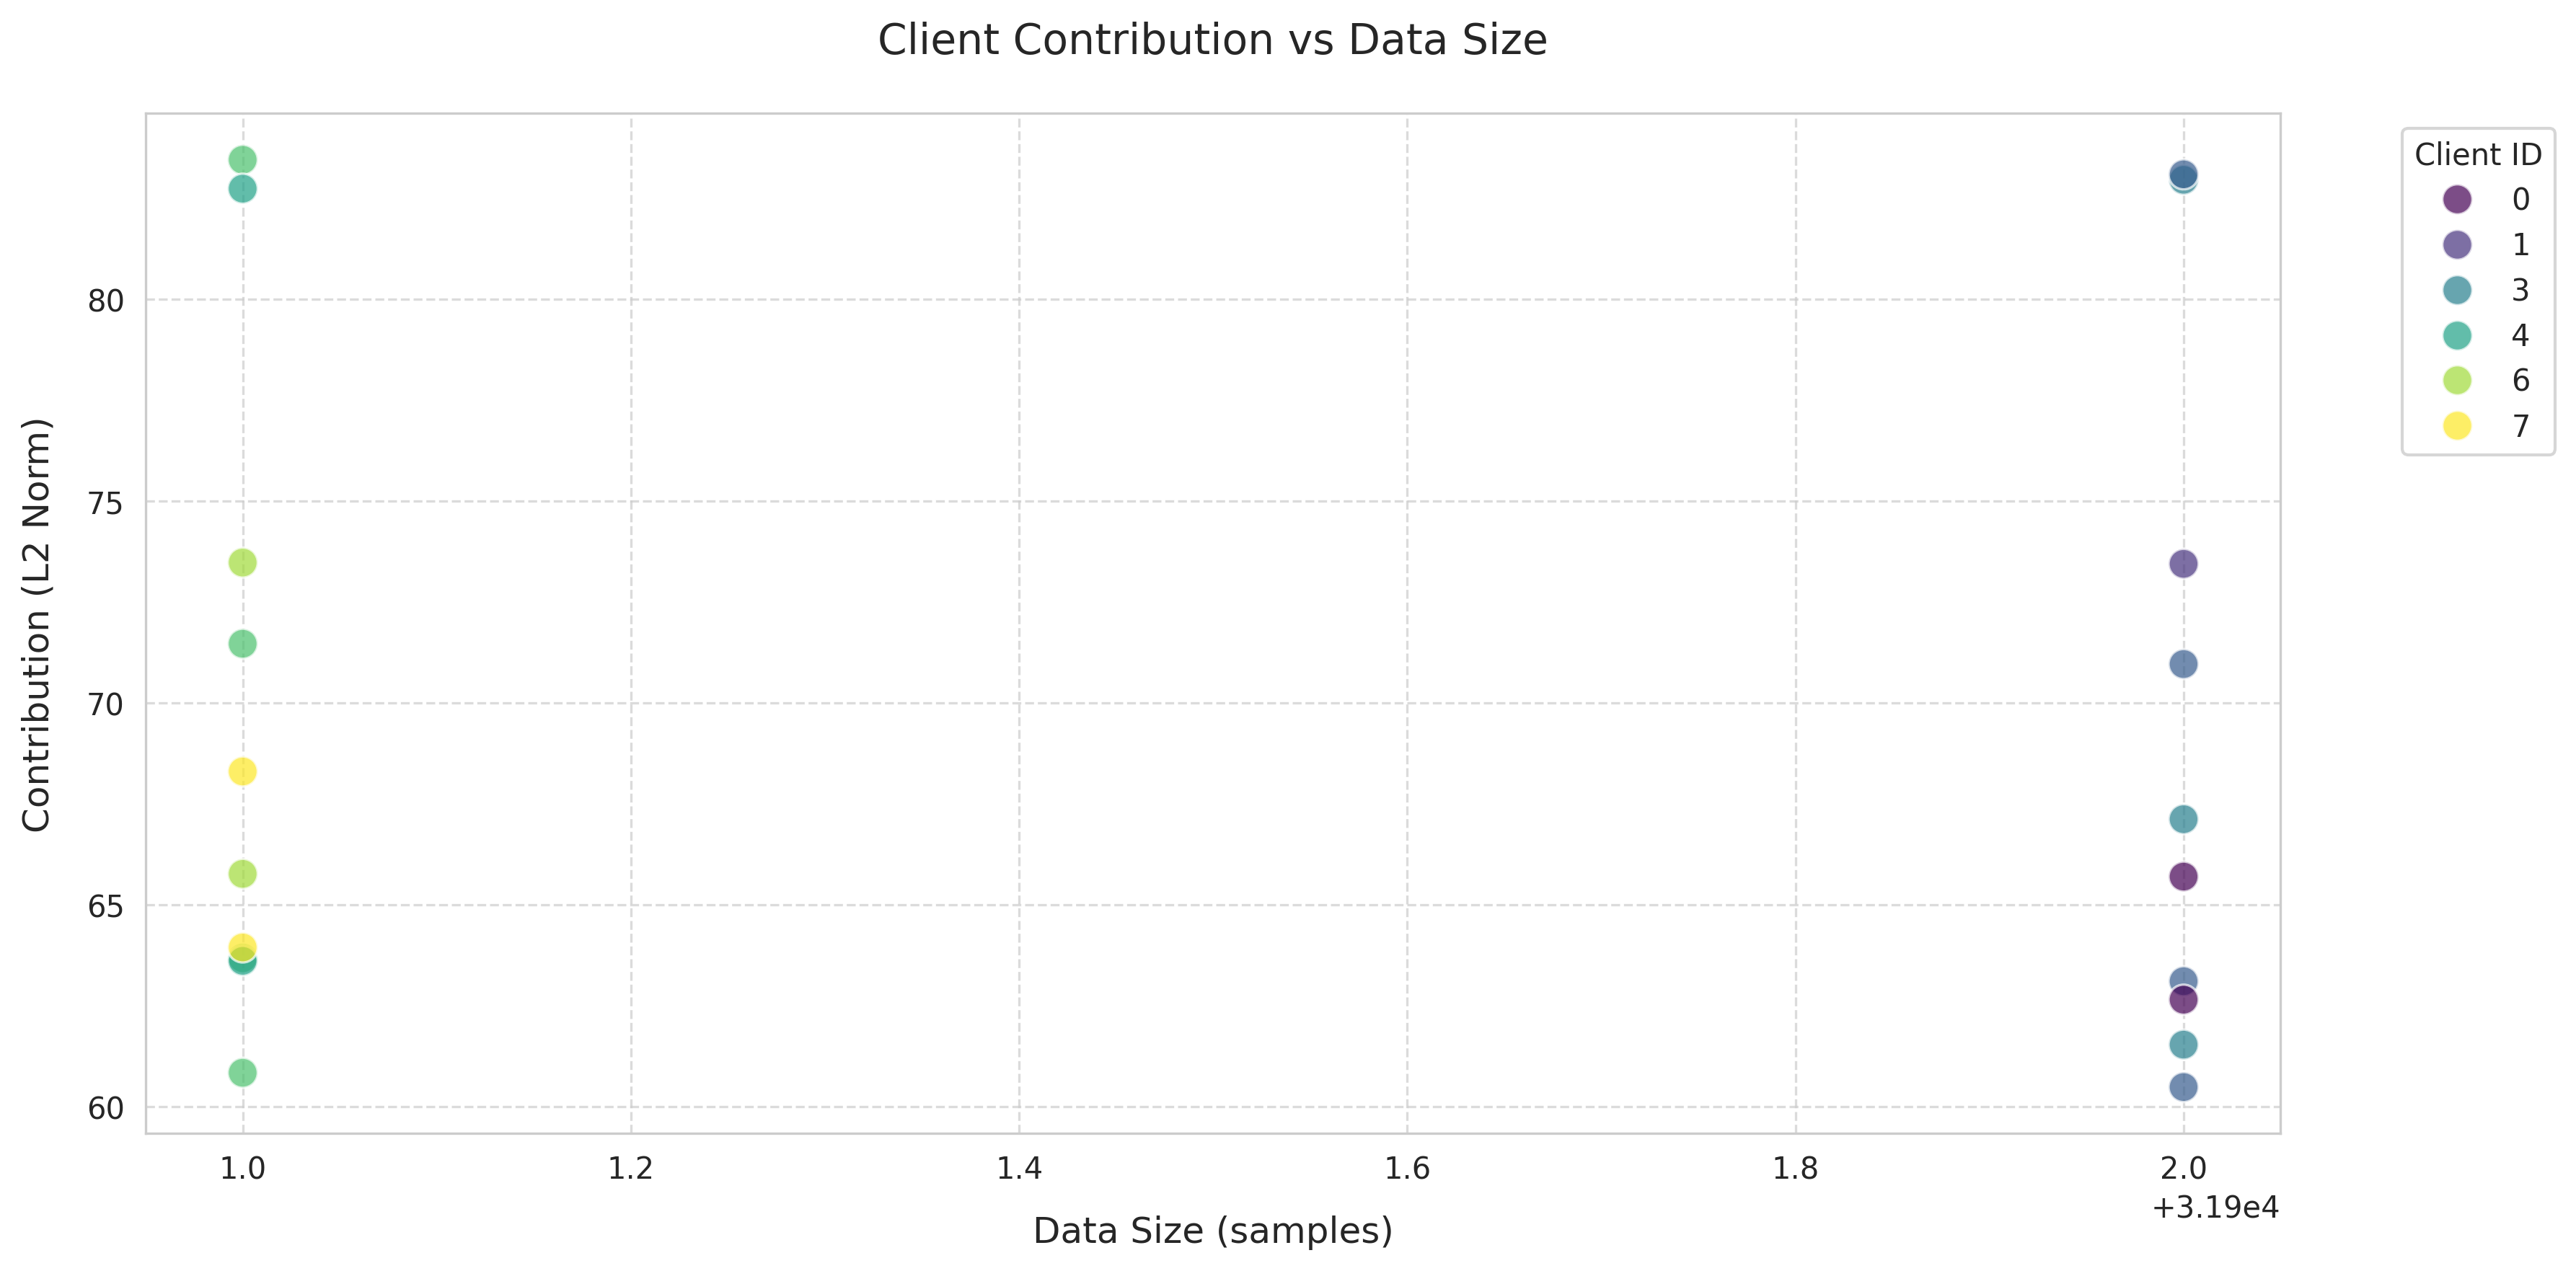 Client Contribution vs Data Size
Contribution (L2 Norm)
80
75
70
65
60
1.0 1.2 1.4 1.6 1.8 2.0
+3.19e4
Data Size (samples)
Client ID
0
1
3
4
6
7